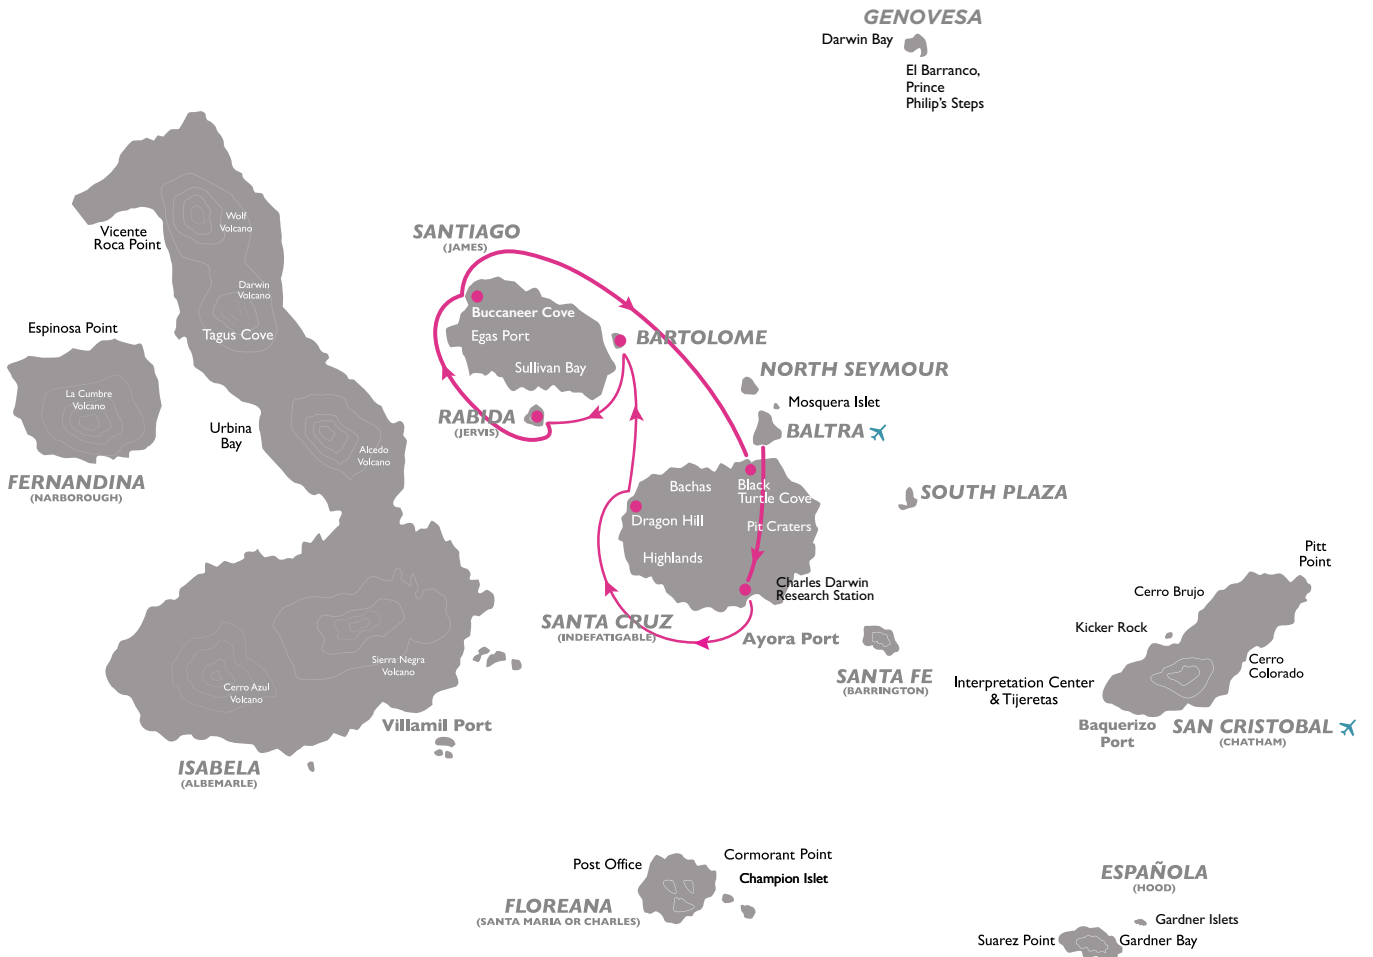 GENOVESA
Darwin Bay
El Barranco,
Prince
Philip's Steps
Wolf
Volcano
Vicente
Roca Point
SANTIAGO
(JAMES)
Darwin
Volcano
Buccaneer Cove
Espinosa Point
Tagus Cove
Egas Port
BARTOLOME
Sullivan Bay
NORTH SEYMOUR
La Cumbre
Volcano
Mosquera Islet
RABIDA
(JERVIS)
Urbina
Bay
BALTRA
Alcedo
Volcano
FERNANDINA
(NARBOROUGH)
Bachas
Black
Turtle Cove
SOUTH PLAZA
Dragon Hill
Pit Craters
Highlands
Pitt
Point
Charles Darwin
Research Station
Cerro Brujo
SANTA CRUZ
(INDEFATIGABLE)
Ayora Port
Kicker Rock
Sierra Negra
Volcano
Cerro
Colorado
SANTA FE
(BARRINGTON)
Interpretation Center
& Tijeretas
Cerro Azul
Volcano
Villamil Port
Baquerizo
Port
SAN CRISTOBAL
(CHATHAM)
ISABELA
(ALBEMARLE)
Post Office
Cormorant Point
Champion Islet
ESPAÑOLA
(HOOD)
FLOREANA
(SANTA MARIA OR CHARLES)
Gardner Islets
Suarez Point
Gardner Bay